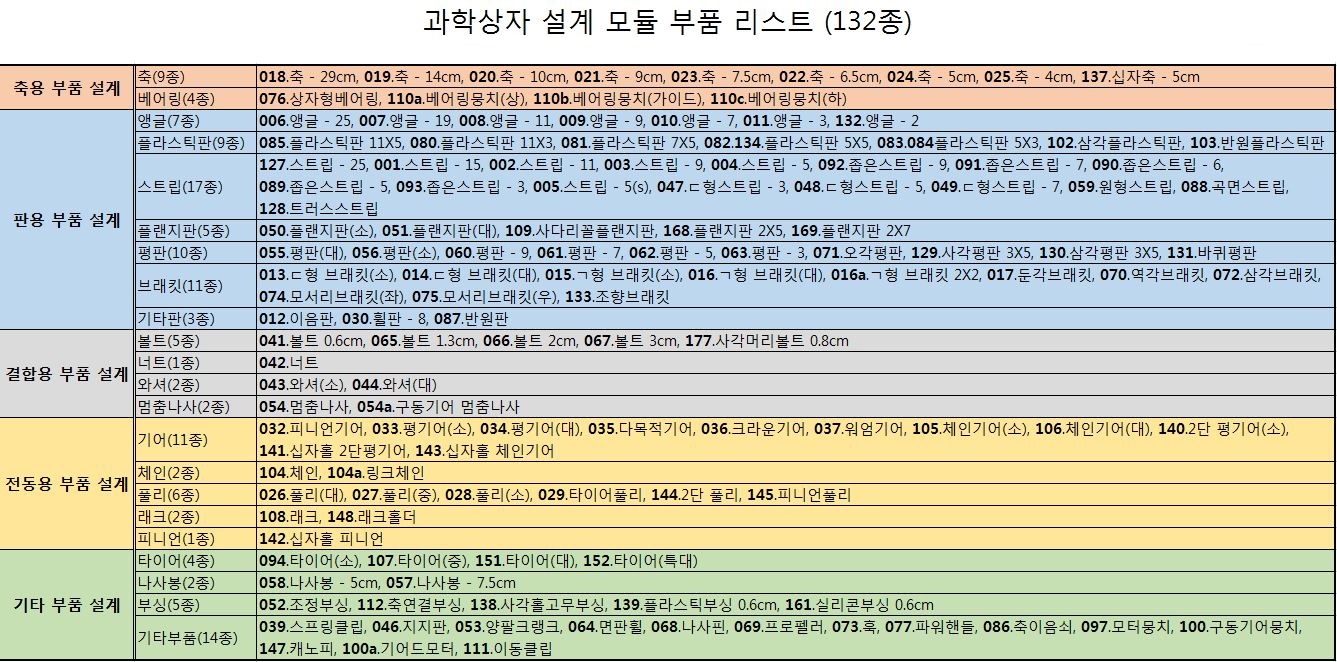 과학상자 설계 모듈 부품 리스트 (132종)
축용 부품 설계
축(9종)
018.축 - 29cm, 019.축 - 14cm, 020.축 - 10cm, 021.축 - 9cm, 023.축 - 7.5cm, 022.축 - 6.5cm, 024.축 - 5cm, 025.축 - 4cm, 137.십자축 - 5cm
베어링(4종)
076.상자형베어링, 110a.베어링뭉치(상), 110b.베어링뭉치(가이드), 110c.베어링뭉치(하)
판용 부품 설계
앵글(7종)
006.앵글 - 25, 007.앵글 - 19, 008.앵글 - 11, 009.앵글 - 9, 010.앵글 - 7, 011.앵글 - 3, 132.앵글 - 2
플라스틱판(9종)
085.플라스틱판 11X5, 080.플라스틱판 11X3, 081.플라스틱판 7X5, 082.134.플라스틱판 5X5, 083.084플라스틱판 5X3, 102.삼각플라스틱판, 103.반원플라스틱판
스트립(17종)
127.스트립 - 25, 001.스트립 - 15, 002.스트립 - 11, 003.스트립 - 9, 004.스트립 - 5, 092.좁은스트립 - 9, 091.좁은스트립 - 7, 090.좁은스트립 - 6,
089.좁은스트립 - 5, 093.좁은스트립 - 3, 005.스트립 - 5(s), 047.ㄷ형스트립 - 3, 048.ㄷ형스트립 - 5, 049.ㄷ형스트립 - 7, 059.원형스트립, 088.곡면스트립,
128.트러스스트립
플랜지판(5종)
050.플랜지판(소), 051.플랜지판(대), 109.사다리꼴플랜지판, 168.플랜지판 2X5, 169.플랜지판 2X7
평판(10종)
055.평판(대), 056.평판(소), 060.평판 - 9, 061.평판 - 7, 062.평판 - 5, 063.평판 - 3, 071.오각평판, 129.사각평판 3X5, 130.삼각평판 3X5, 131.바퀴평판
브래킷(11종)
013.ㄷ형 브래킷(소), 014.ㄷ형 브래킷(대), 015.ㄱ형 브래킷(소), 016.ㄱ형 브래킷(대), 016a.ㄱ형 브래킷 2X2, 017.둔각브래킷, 070.역각브래킷, 072.삼각브래킷,
074.모서리브래킷(좌), 075.모서리브래킷(우), 133.조향브래킷
기타판(3종)
012.이음판, 030.휠판 - 8, 087.반원판
결합용 부품 설계
볼트(5종)
041.볼트 0.6cm, 065.볼트 1.3cm, 066.볼트 2cm, 067.볼트 3cm, 177.사각머리볼트 0.8cm
너트(1종)
042.너트
와셔(2종)
043.와셔(소), 044.와셔(대)
멈춤나사(2종)
054.멈춤나사, 054a.구동기어 멈춤나사
전동용 부품 설계
기어(11종)
032.피니언기어, 033.평기어(소), 034.평기어(대), 035.다목적기어, 036.크라운기어, 037.워엄기어, 105.체인기어(소), 106.체인기어(대), 140.2단 평기어(소),
141.십자홀 2단평기어, 143.십자홀 체인기어
체인(2종)
104.체인, 104a.링크체인
풀리(6종)
026.풀리(대), 027.풀리(중), 028.풀리(소), 029.타이어풀리, 144.2단 풀리, 145.피니언풀리
래크(2종)
108.래크, 148.래크홀더
피니언(1종)
142.십자홀 피니언
기타 부품 설계
타이어(4종)
094.타이어(소), 107.타이어(중), 151.타이어(대), 152.타이어(특대)
나사봉(2종)
058.나사봉 - 5cm, 057.나사봉 - 7.5cm
부싱(5종)
052.조정부싱, 112.축연결부싱, 138.사각홀고무부싱, 139.플라스틱부싱 0.6cm, 161.실리콘부싱 0.6cm
기타부품(14종)
039.스프링클립, 046.지지판, 053.양팔크랭크, 064.면판휠, 068.나사핀, 069.프로펠러, 073.훅, 077.파워핸들, 086.축이음쇠, 097.모터뭉치, 100.구동기어뭉치,
147.캐노피, 100a.기어드모터, 111.이동클립